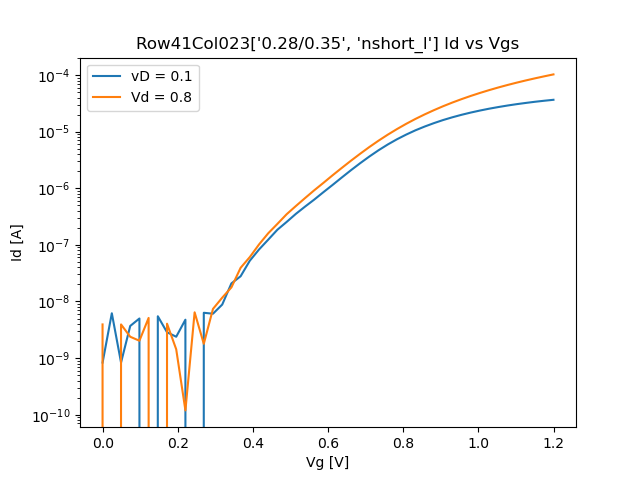 Row41Col023['0.28/0.35', 'nshort_l'] Id vs Vgs
vD = 0.1
Vd = 0.8
10⁻⁴
10⁻⁵
10⁻⁶
10⁻⁷
10⁻⁸
10⁻⁹
10⁻¹⁰
Id [A]
0.0 0.2 0.4 0.6 0.8 1.0 1.2
Vg [V]